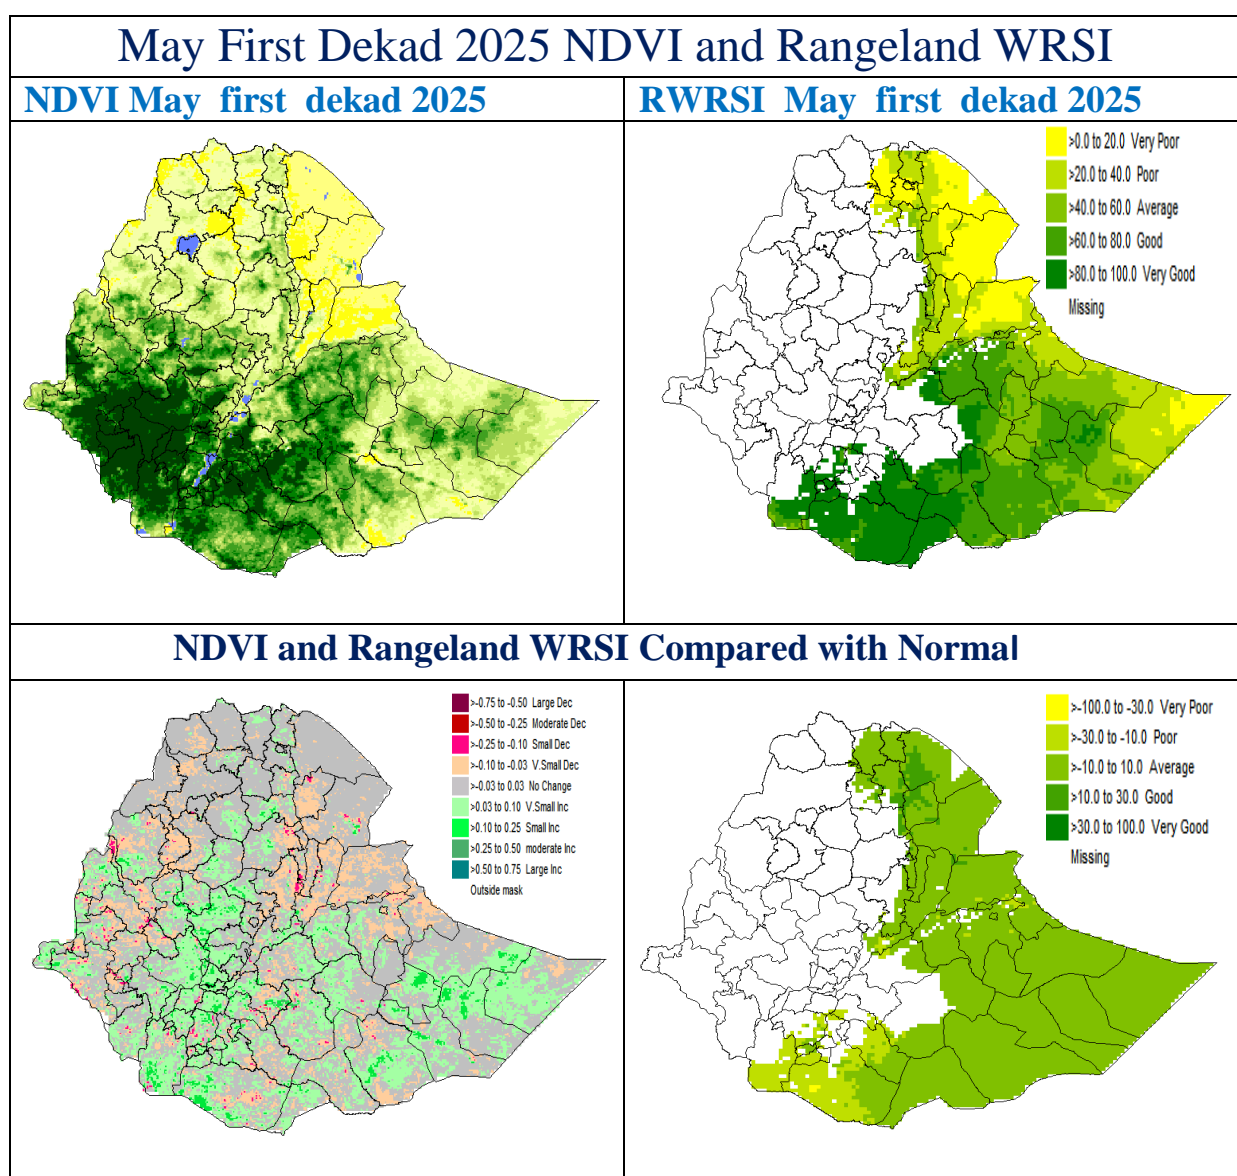 May First Dekad 2025 NDVI and Rangeland WRSI
NDVI May first dekad 2025
RWRSI May first dekad 2025
>0.0 to 20.0 Very Poor
>20.0 to 40.0 Poor
>40.0 to 60.0 Average
>60.0 to 80.0 Good
>80.0 to 100.0 Very Good
Missing
NDVI and Rangeland WRSI Compared with Normal
>-0.75 to -0.50 Large Dec
>-0.50 to -0.25 Moderate Dec
>-0.25 to -0.10 Small Dec
>-0.10 to -0.03 V.Small Dec
>-0.03 to 0.03 No Change
>0.03 to 0.10 V.Small Inc
>0.10 to 0.25 Small Inc
>0.25 to 0.50 moderate Inc
>0.50 to 0.75 Large Inc
Outside mask
>-100.0 to -30.0 Very Poor
>-30.0 to -10.0 Poor
>-10.0 to 10.0 Average
>10.0 to 30.0 Good
>30.0 to 100.0 Very Good
Missing